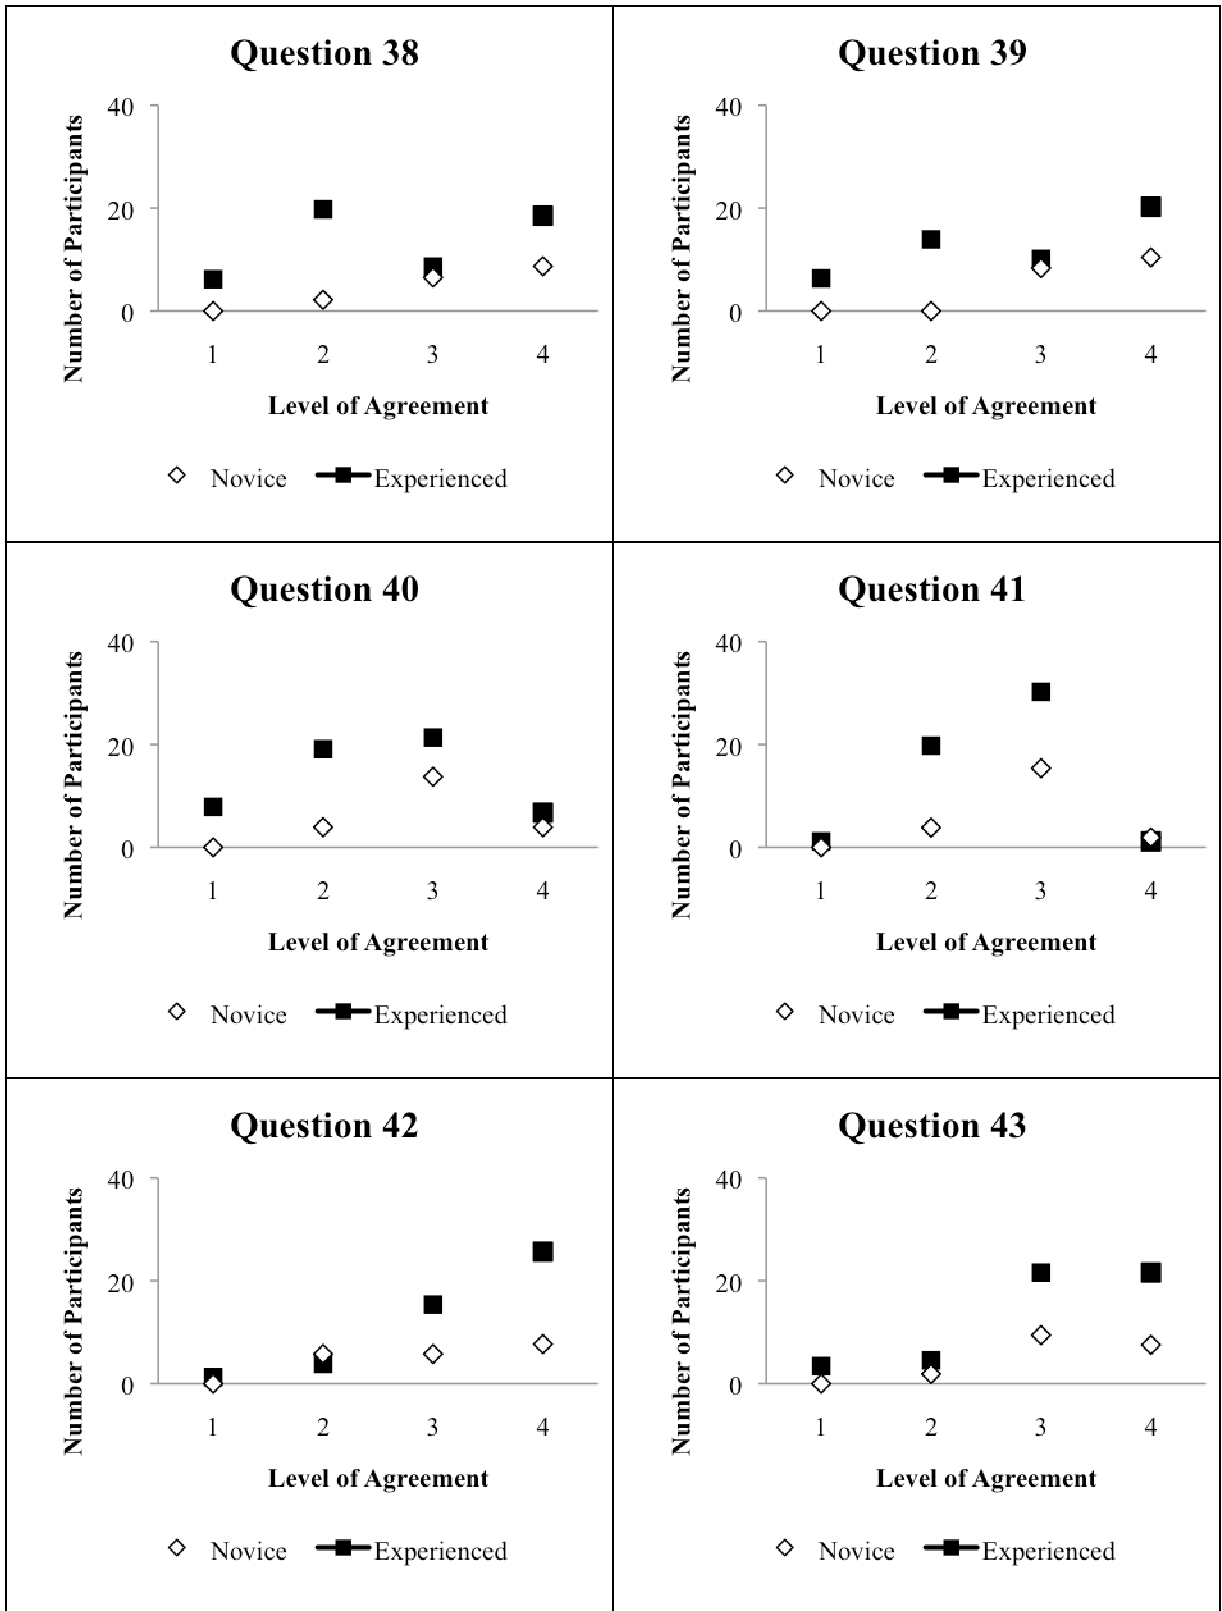 Question 38
Number of Participants
40
20
0
1 2 3 4
Level of Agreement
Novice Experienced
Question 39
Number of Participants
40
20
0
1 2 3 4
Level of Agreement
Novice Experienced
Question 40
Number of Participants
40
20
0
1 2 3 4
Level of Agreement
Novice Experienced
Question 41
Number of Participants
40
20
0
1 2 3 4
Level of Agreement
Novice Experienced
Question 42
Number of Participants
40
20
0
1 2 3 4
Level of Agreement
Novice Experienced
Question 43
Number of Participants
40
20
0
1 2 3 4
Level of Agreement
Novice Experienced